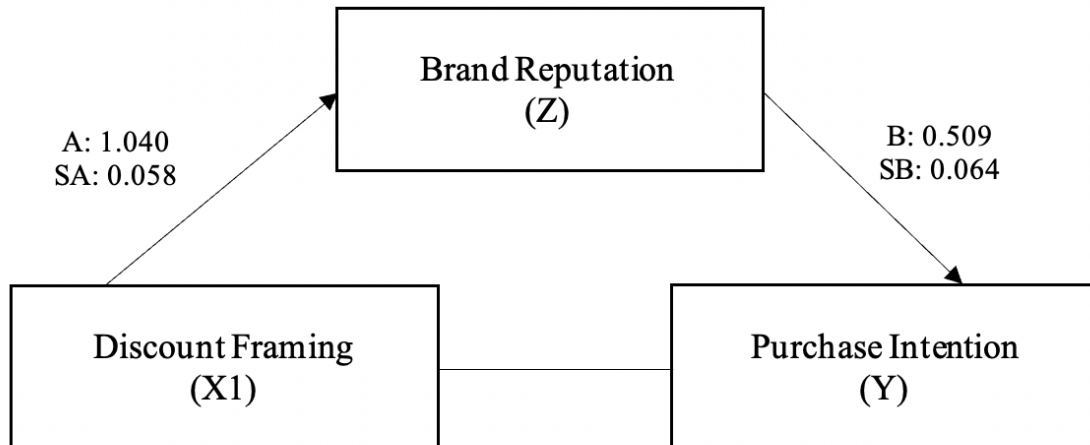 Brand Reputation
(Z)
A: 1.040
SA: 0.058
B: 0.509
SB: 0.064
Discount Framing
(X1)
Purchase Intention
(Y)